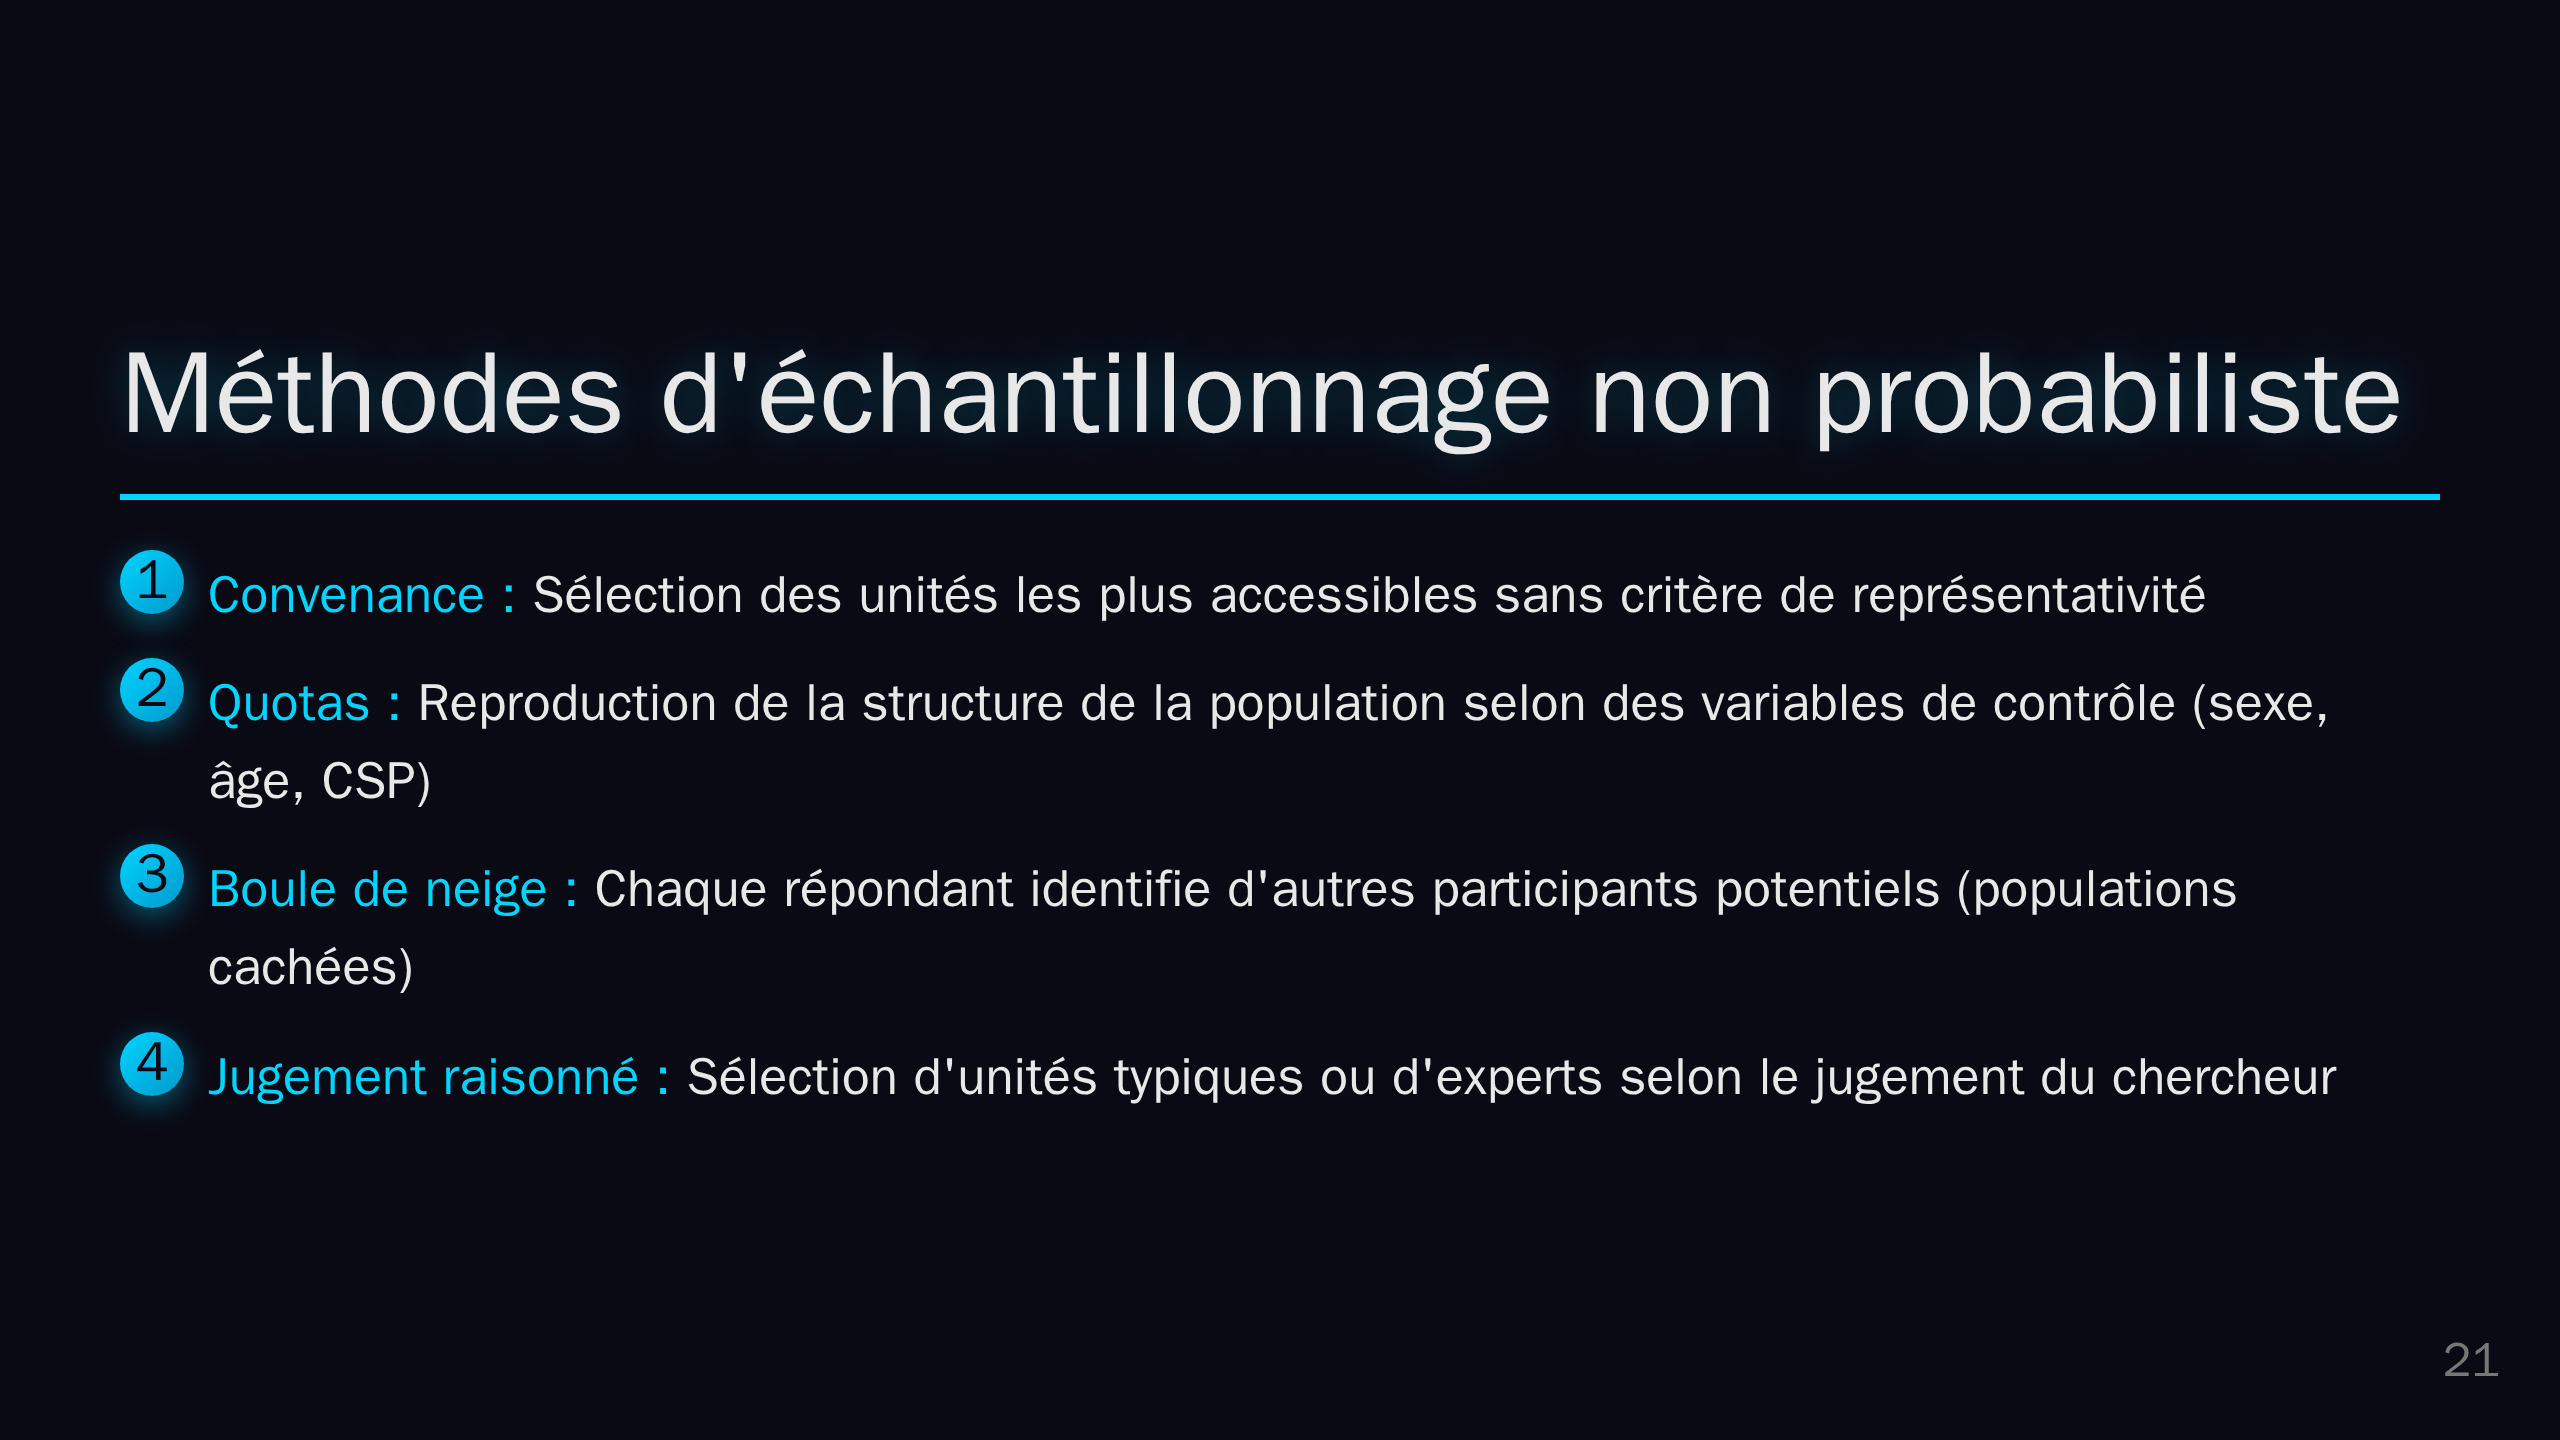 Méthodes d'échantillonnage non probabiliste
1 Convenance : Sélection des unités les plus accessibles sans critère de représentativité
2 Quotas : Reproduction de la structure de la population selon des variables de contrôle (sexe,
âge, CSP)
3 Boule de neige : Chaque répondant identifie d'autres participants potentiels (populations
cachées)
4 Jugement raisonné : Sélection d'unités typiques ou d'experts selon le jugement du chercheur
21